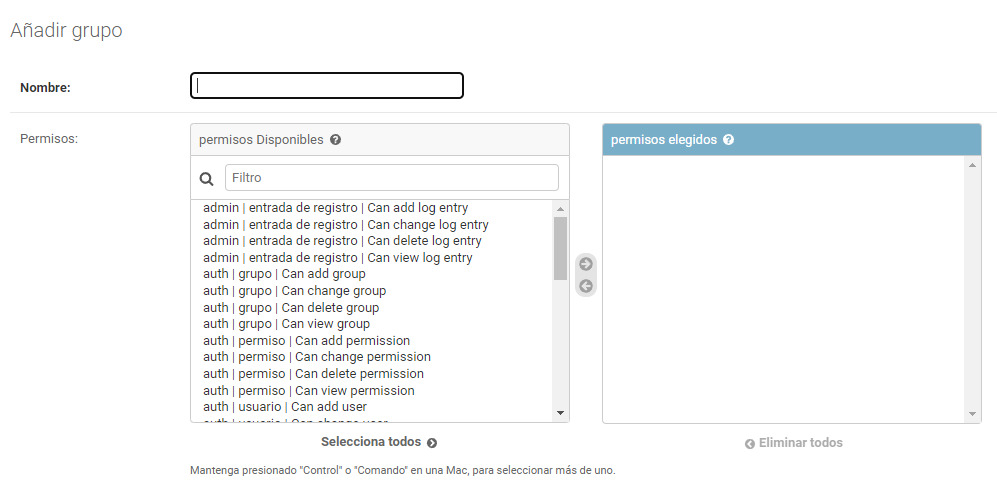 Añadir grupo
Nombre:
Permisos:
permisos Disponibles
permisos elegidos
Filtro
admin | entrada de registro | Can add log entry
admin | entrada de registro | Can change log entry
admin | entrada de registro | Can delete log entry
admin | entrada de registro | Can view log entry
auth | grupo | Can add group
auth | grupo | Can change group
auth | grupo | Can delete group
auth | grupo | Can view group
auth | permiso | Can add permission
auth | permiso | Can change permission
auth | permiso | Can delete permission
auth | permiso | Can view permission
auth | usuario | Can add user
auth | usuario | Can change user
Selecciona todos
Eliminar todos
Mantenga presionado "Control" o "Comando" en una Mac, para seleccionar más de uno.